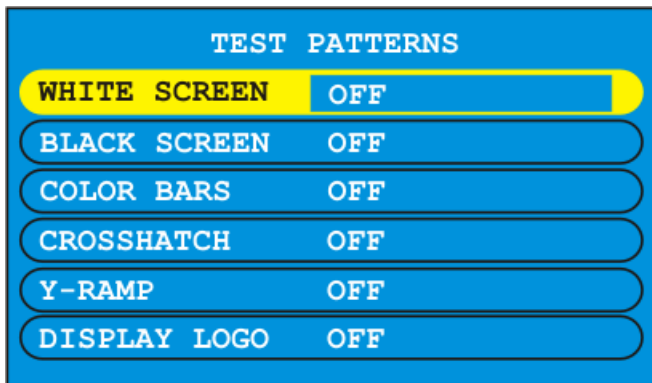 TEST PATTERNS
WHITE SCREEN OFF
BLACK SCREEN OFF
COLOR BARS OFF
CROSSHATCH OFF
Y-RAMP OFF
DISPLAY LOGO OFF